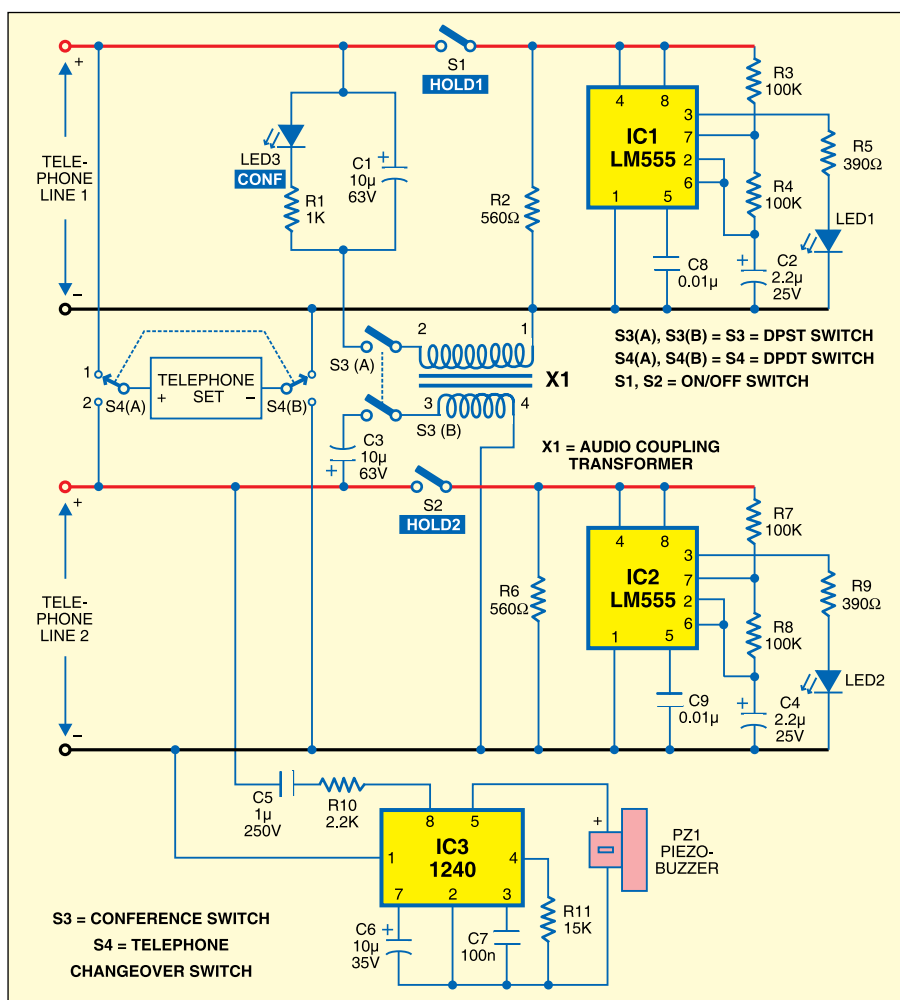 +
S1
HOLD1
R3
100K
4
8
3
IC1
LM555
7
2
6
R5
390Ω
TELE-
PHONE
LINE 1
LED3
CONF
C1
10µ
63V
+
R1
1K
R2
560Ω
R4
100K
1
5
LED1
C8
0.01µ
+
C2
2.2µ
25V
–
2
1
S3 (A)
X1
S3(A), S3(B) = S3 = DPST SWITCH
S4(A), S4(B) = S4 = DPDT SWITCH
S1, S2 = ON/OFF SWITCH
1
2
S4(A)
TELEPHONE
SET
+
–
S4(B)
3
4
S3 (B)
C3
10µ
63V
+
X1 = AUDIO COUPLING
TRANSFORMER
+
S2
HOLD2
R7
100K
4
8
3
IC2
LM555
7
2
6
R9
390Ω
TELE-
PHONE
LINE 2
R6
560Ω
R8
100K
1
5
LED2
C9
0.01µ
+
C4
2.2µ
25V
–
C5
1µ
250V
R10
2.2K
8
5
IC3
1240
1
4
7
2
3
+
PZ1
PIEZO-
BUZZER
R11
15K
+
C6
10µ
35V
C7
100n
S3 = CONFERENCE SWITCH
S4 = TELEPHONE
CHANGEOVER SWITCH